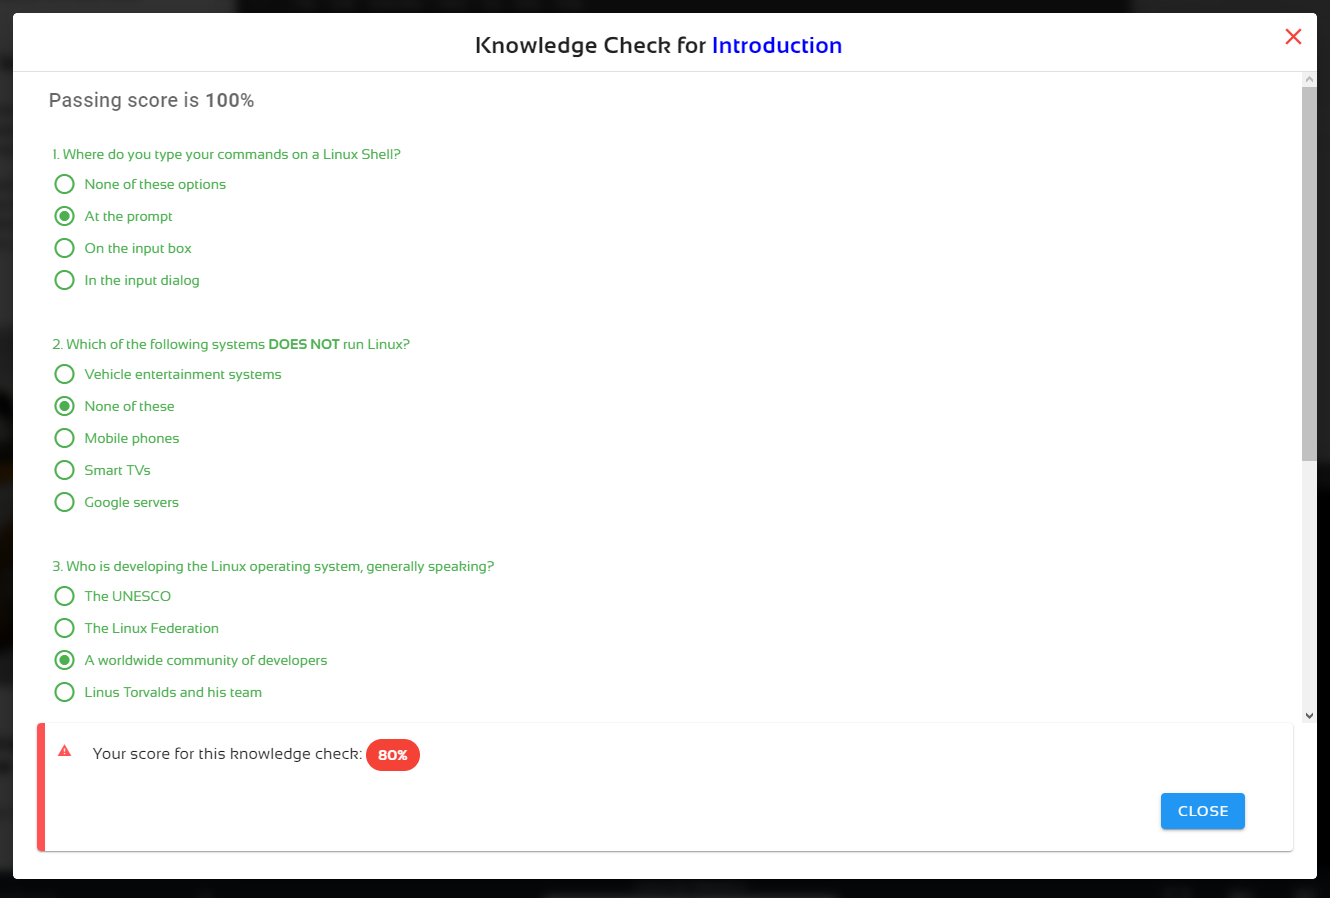 Knowledge Check for Introduction
Passing score is 100%
1. Where do you type your commands on a Linux Shell?
None of these options
At the prompt
On the input box
In the input dialog
2. Which of the following systems DOES NOT run Linux?
Vehicle entertainment systems
None of these
Mobile phones
Smart TVs
Google servers
3. Who is developing the Linux operating system, generally speaking?
The UNESCO
The Linux Federation
A worldwide community of developers
Linus Torvalds and his team
Your score for this knowledge check: 80%
CLOSE